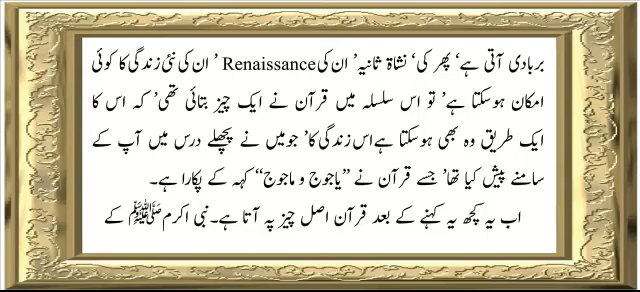 بربادی آتی ہے‘ پھر کی‘ نشاۃ ثانیہ’ ان کی Renaissance ’ ان کی نئی زندگی کا کوئی
امکان ہوسکتا ہے’ تو اس سلسلہ میں قرآن نے ایک چیز بتائی تھی’ کہ اس کا
ایک طریق وہ بھی ہوسکتا ہے اس زندگی کا’ جو میں نے پچھلے درس میں آپ کے
سامنے پیش کیا تھا’ جسے قرآن نے ”یاجوج و ماجوج“ کہہ کے پکارا ہے۔
اب یہ کچھ یہ کہنے کے بعد قرآن اصل چیز پہ آتا ہے۔ نبی اکرم ﷺ کے